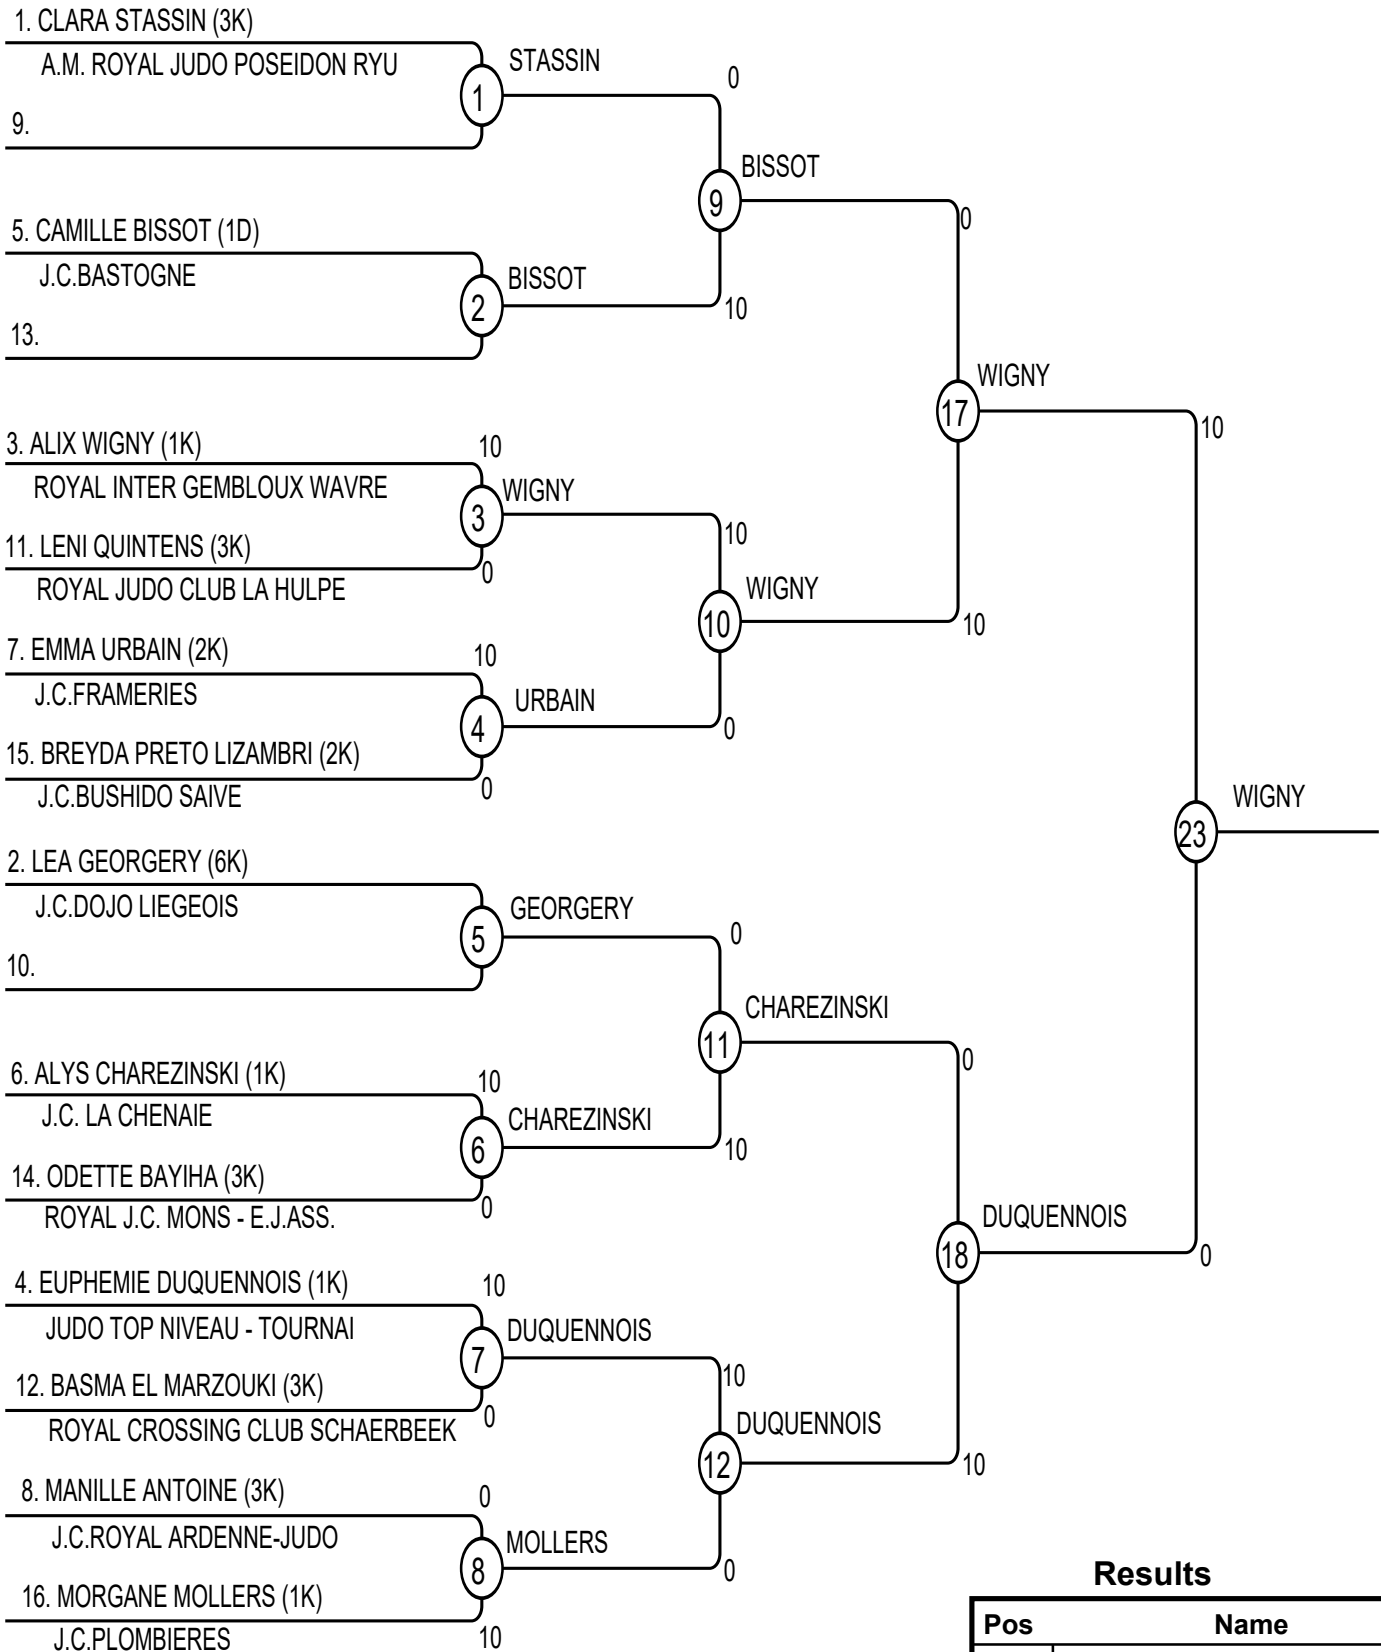 1. CLARA STASSIN (3K)
A.M. ROYAL JUDO POSEIDON RYU
9.
1
STASSIN
0
5. CAMILLE BISSOT (1D)
J.C.BASTOGNE
13.
2
BISSOT
10
9
BISSOT
0
3. ALIX WIGNY (1K)
10
ROYAL INTER GEMBLOUX WAVRE
11. LENI QUINTENS (3K)
0
ROYAL JUDO CLUB LA HULPE
3
WIGNY
10
7. EMMA URBAIN (2K)
10
J.C.FRAMERIES
15. BREYDA PRETO LIZAMBRI (2K)
0
J.C.BUSHIDO SAIVE
4
URBAIN
0
10
WIGNY
10
17
WIGNY
10
2. LEA GEORGERY (6K)
J.C.DOJO LIEGEOIS
10.
5
GEORGERY
0
6. ALYS CHAREZINSKI (1K)
10
J.C. LA CHENAIE
14. ODETTE BAYIHA (3K)
0
ROYAL J.C. MONS - E.J.ASS.
6
CHAREZINSKI
10
11
CHAREZINSKI
0
4. EUPHEMIE DUQUENNOIS (1K)
10
JUDO TOP NIVEAU - TOURNAI
12. BASMA EL MARZOUKI (3K)
0
ROYAL CROSSING CLUB SCHAERBEEK
7
DUQUENNOIS
10
8. MANILLE ANTOINE (3K)
0
J.C.ROYAL ARDENNE-JUDO
16. MORGANE MOLLERS (1K)
10
J.C.PLOMBIERES
8
MOLLERS
0
12
DUQUENNOIS
10
18
DUQUENNOIS
0
23
WIGNY
Results
Pos Name